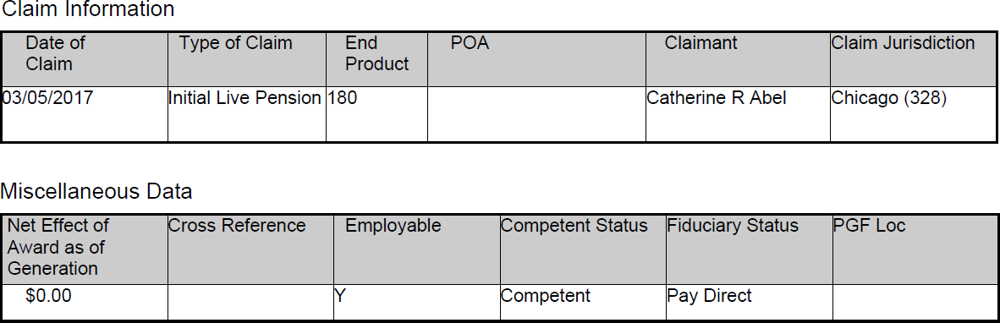 Claim Information
Date of Claim Type of Claim End Product POA Claimant Claim Jurisdiction
03/05/2017 Initial Live Pension 180 Catherine R Abel Chicago (328)
Miscellaneous Data
Net Effect of Award as of Generation Cross Reference Employable Competent Status Fiduciary Status PGF Loc
$0.00 Y Competent Pay Direct